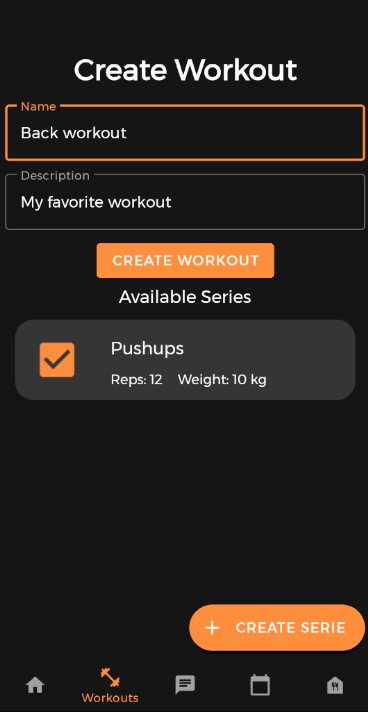 Create Workout
Name
Back workout
Description
My favorite workout
CREATE WORKOUT
Available Series
Pushups
Reps: 12 Weight: 10 kg
CREATE SERIE
Workouts